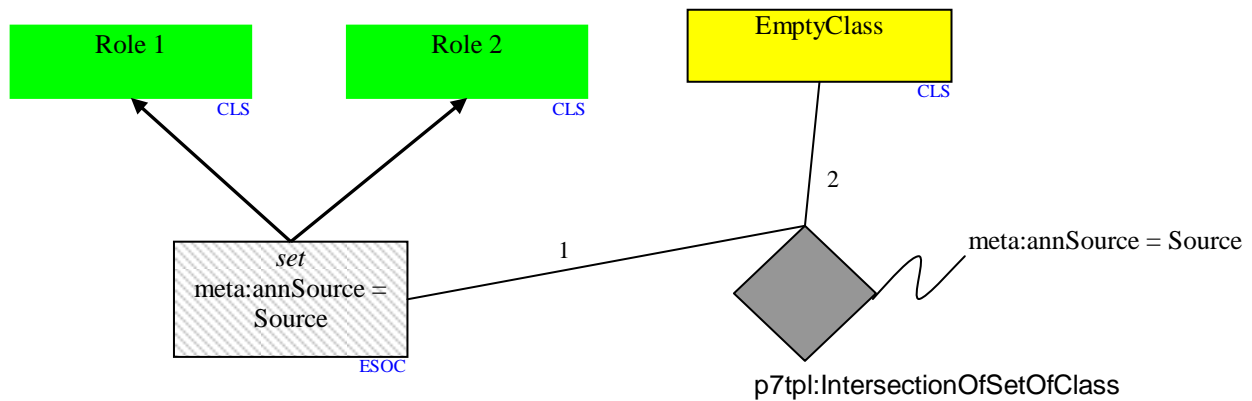 Role 1
Role 2
EmptyClass
CLS
CLS
CLS
2
1
set
meta:annSource =
Source
ESOC
meta:annSource = Source
p7tpl:IntersectionOfSetOfClass